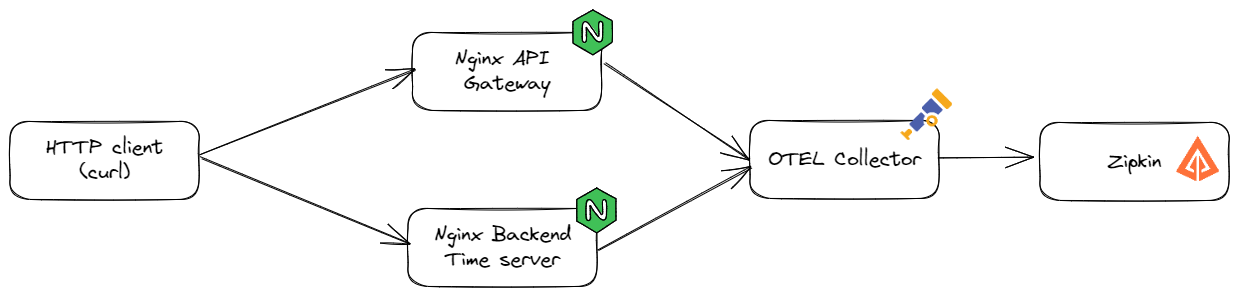 Nginx API
Gateway
HTTP client
(curl)
OTEL Collector
Zipkin
Nginx Backend
Time server